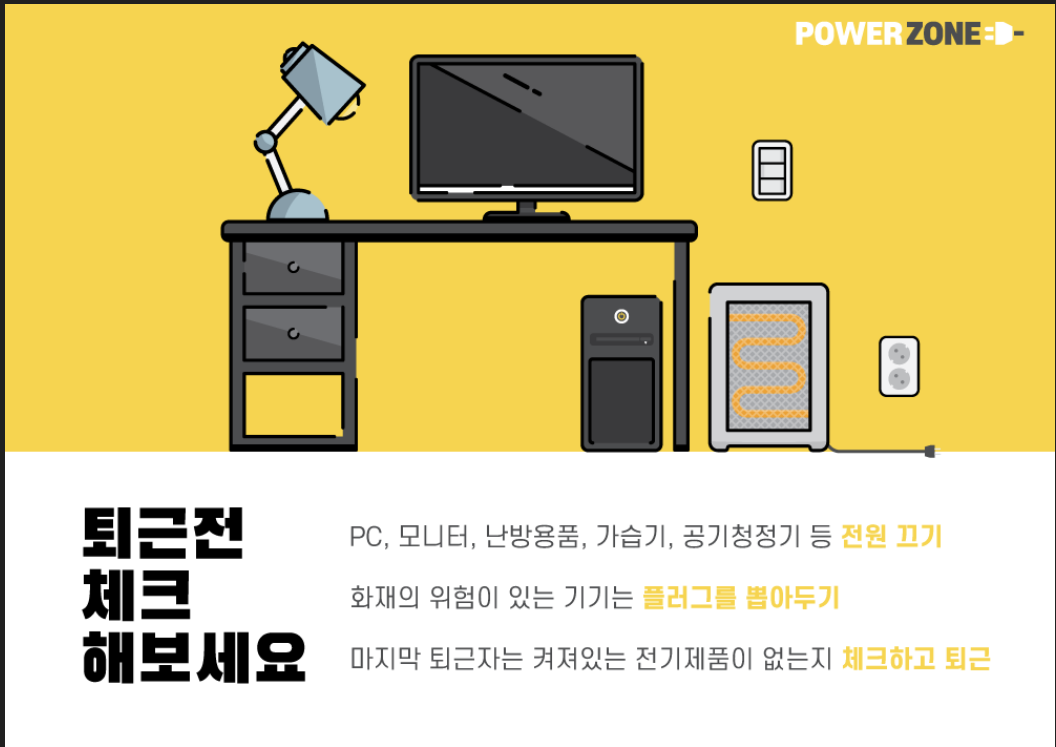 POWER ZONE
퇴근전
체크
해보세요
PC, 모니터, 난방용품, 가습기, 공기청정기 등 전원 끄기
화재의 위험이 있는 기기는 플러그를 뽑아두기
마지막 퇴근자는 켜져있는 전기제품이 없는지 체크하고 퇴근